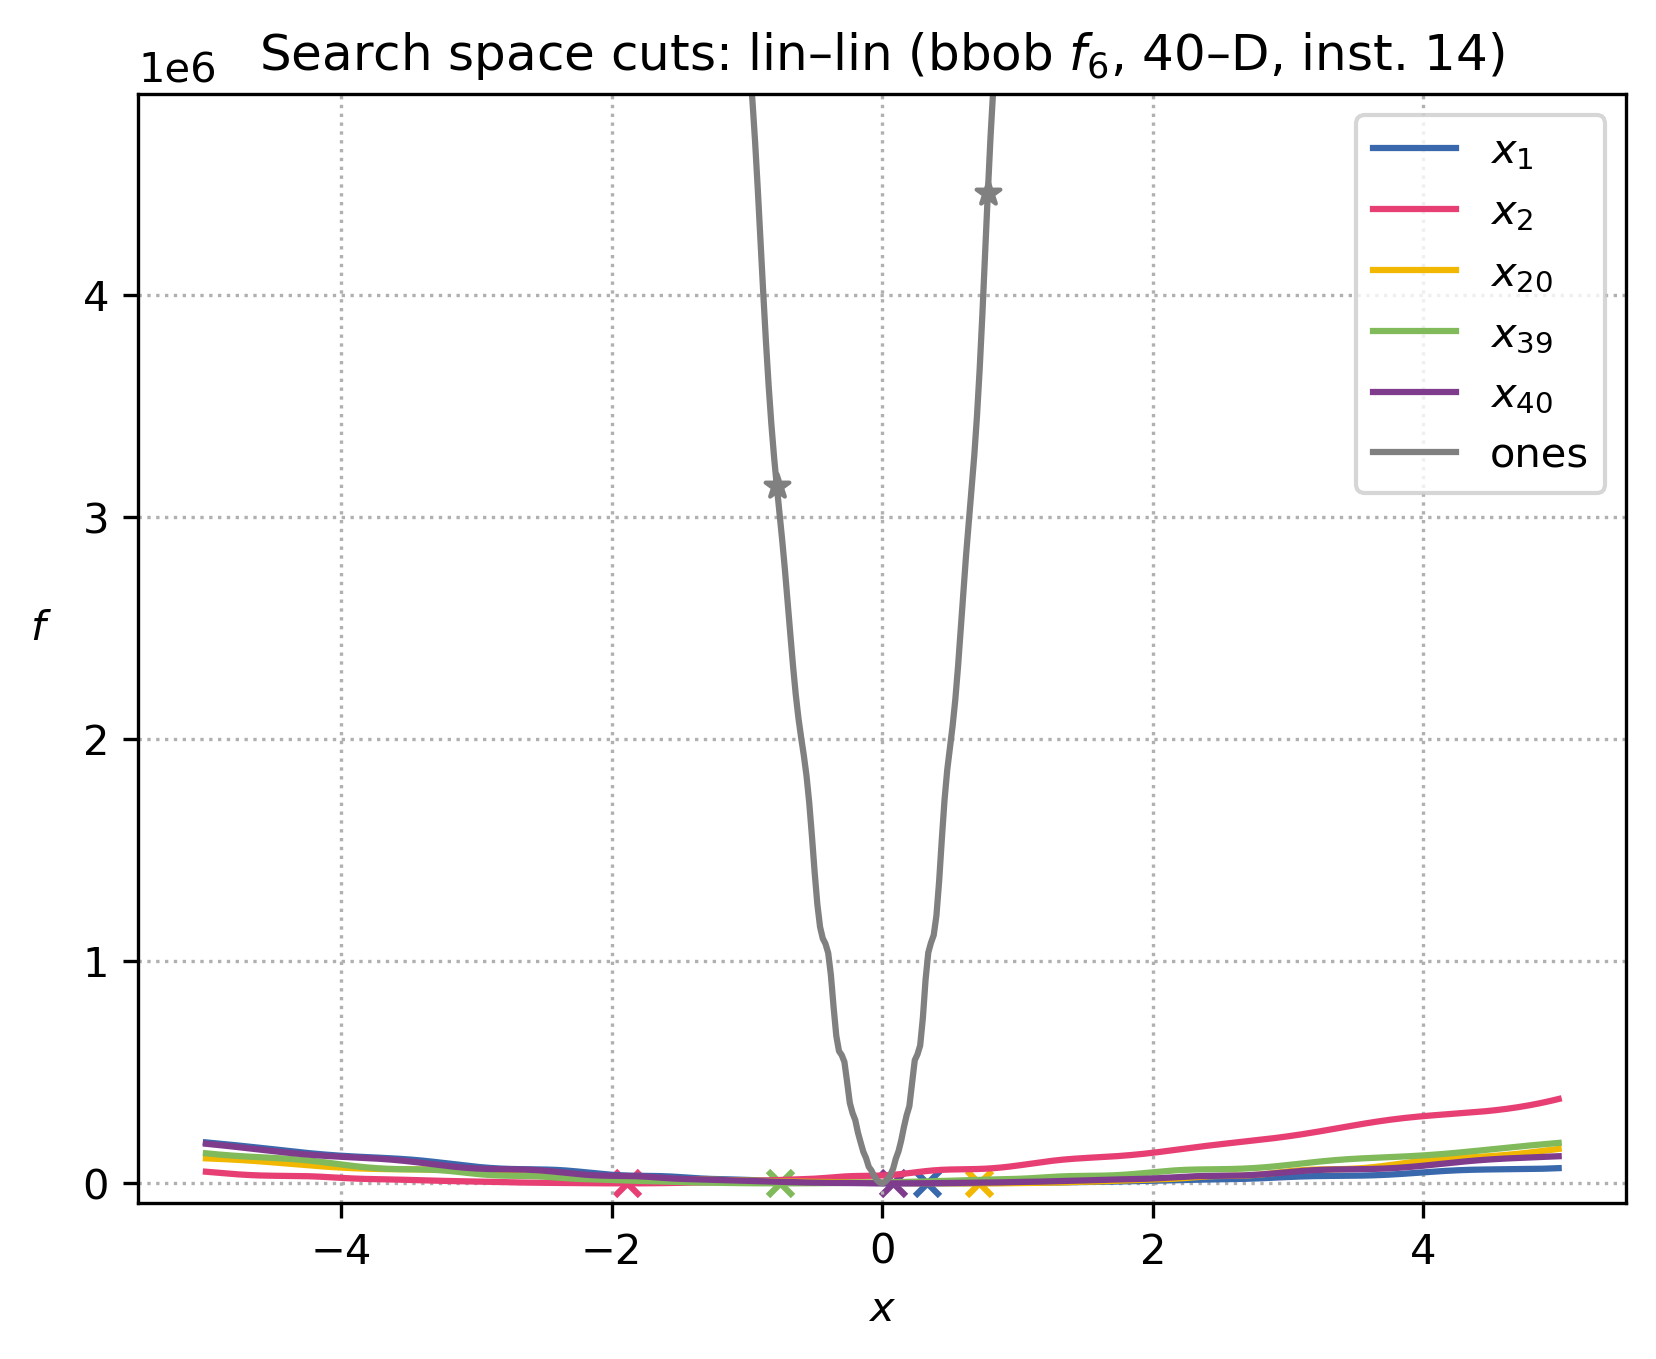 Search space cuts: lin–lin (bbob f₆, 40–D, inst. 14)
1e6
x₁
x₂
x₂₀
x₃₉
x₄₀
ones
4
3
2
1
0
f
−4 −2 0 2 4
x